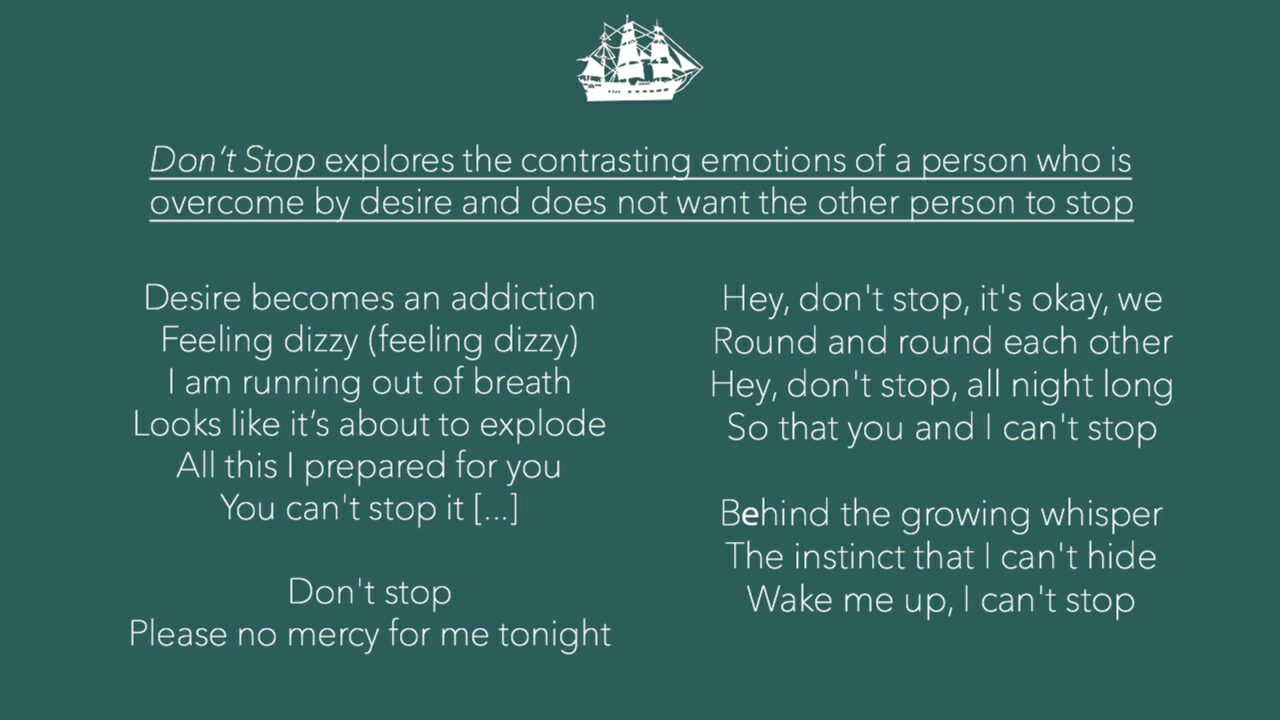 Don’t Stop explores the contrasting emotions of a person who is
overcome by desire and does not want the other person to stop
Desire becomes an addiction
Feeling dizzy (feeling dizzy)
I am running out of breath
Looks like it’s about to explode
All this I prepared for you
You can't stop it [...]
Don't stop
Please no mercy for me tonight
Hey, don't stop, it's okay, we
Round and round each other
Hey, don't stop, all night long
So that you and I can't stop
Behind the growing whisper
The instinct that I can't hide
Wake me up, I can't stop